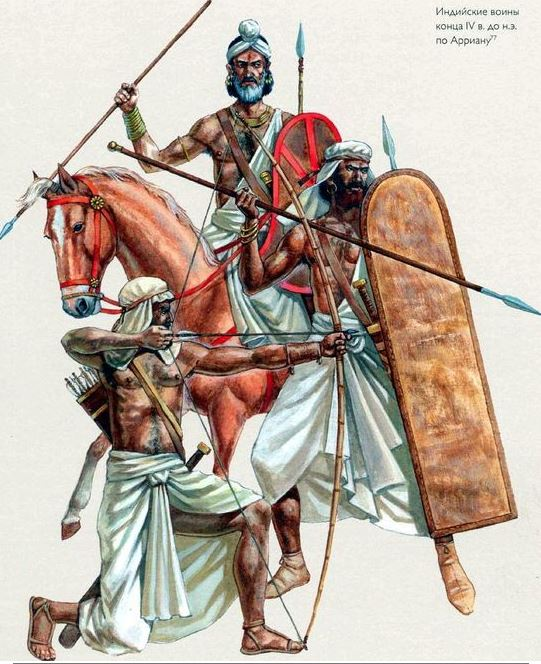 Индийские воины
конца IV в. до н.э.
по Арриану⁷⁷